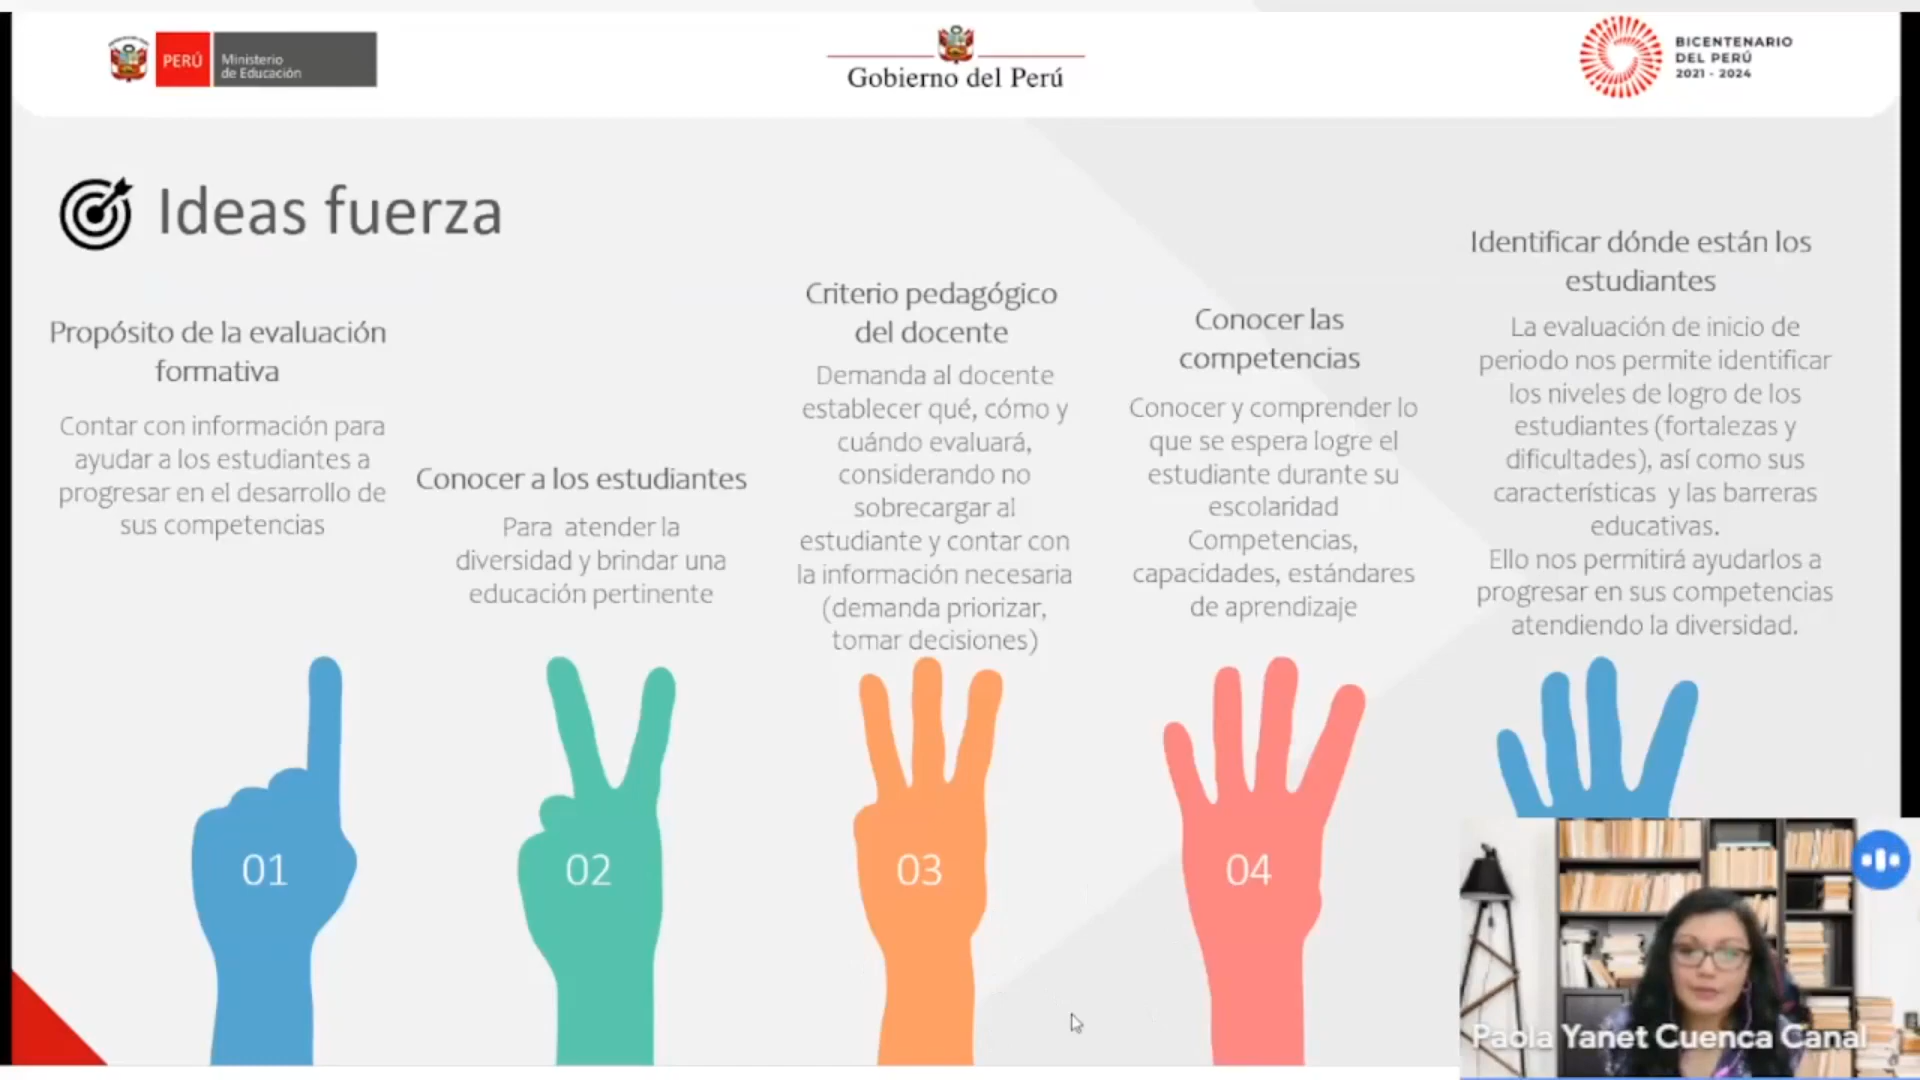 PERÚ
Ministerio
de Educación
Gobierno del Perú
BICENTENARIO
DEL PERÚ
2021 - 2024
Ideas fuerza
Propósito de la evaluación
formativa
Contar con información para
ayudar a los estudiantes a
progresar en el desarrollo de
sus competencias
Conocer a los estudiantes
Para atender la
diversidad y brindar una
educación pertinente
Criterio pedagógico
del docente
Demanda al docente
establecer qué, cómo y
cuándo evaluará,
considerando no
sobrecargar al
estudiante y contar con
la información necesaria
(demanda priorizar,
tomar decisiones)
Conocer las
competencias
Conocer y comprender lo
que se espera logre el
estudiante durante su
escolaridad
Competencias,
capacidades, estándares
de aprendizaje
Identificar dónde están los
estudiantes
La evaluación de inicio de
periodo nos permite identificar
los niveles de logro de los
estudiantes (fortalezas y
dificultades), así como sus
características y las barreras
educativas.
Ello nos permitirá ayudarlos a
progresar en sus competencias
atendiendo la diversidad.
01
02
03
04
Paola Yanet Cuenca Canal